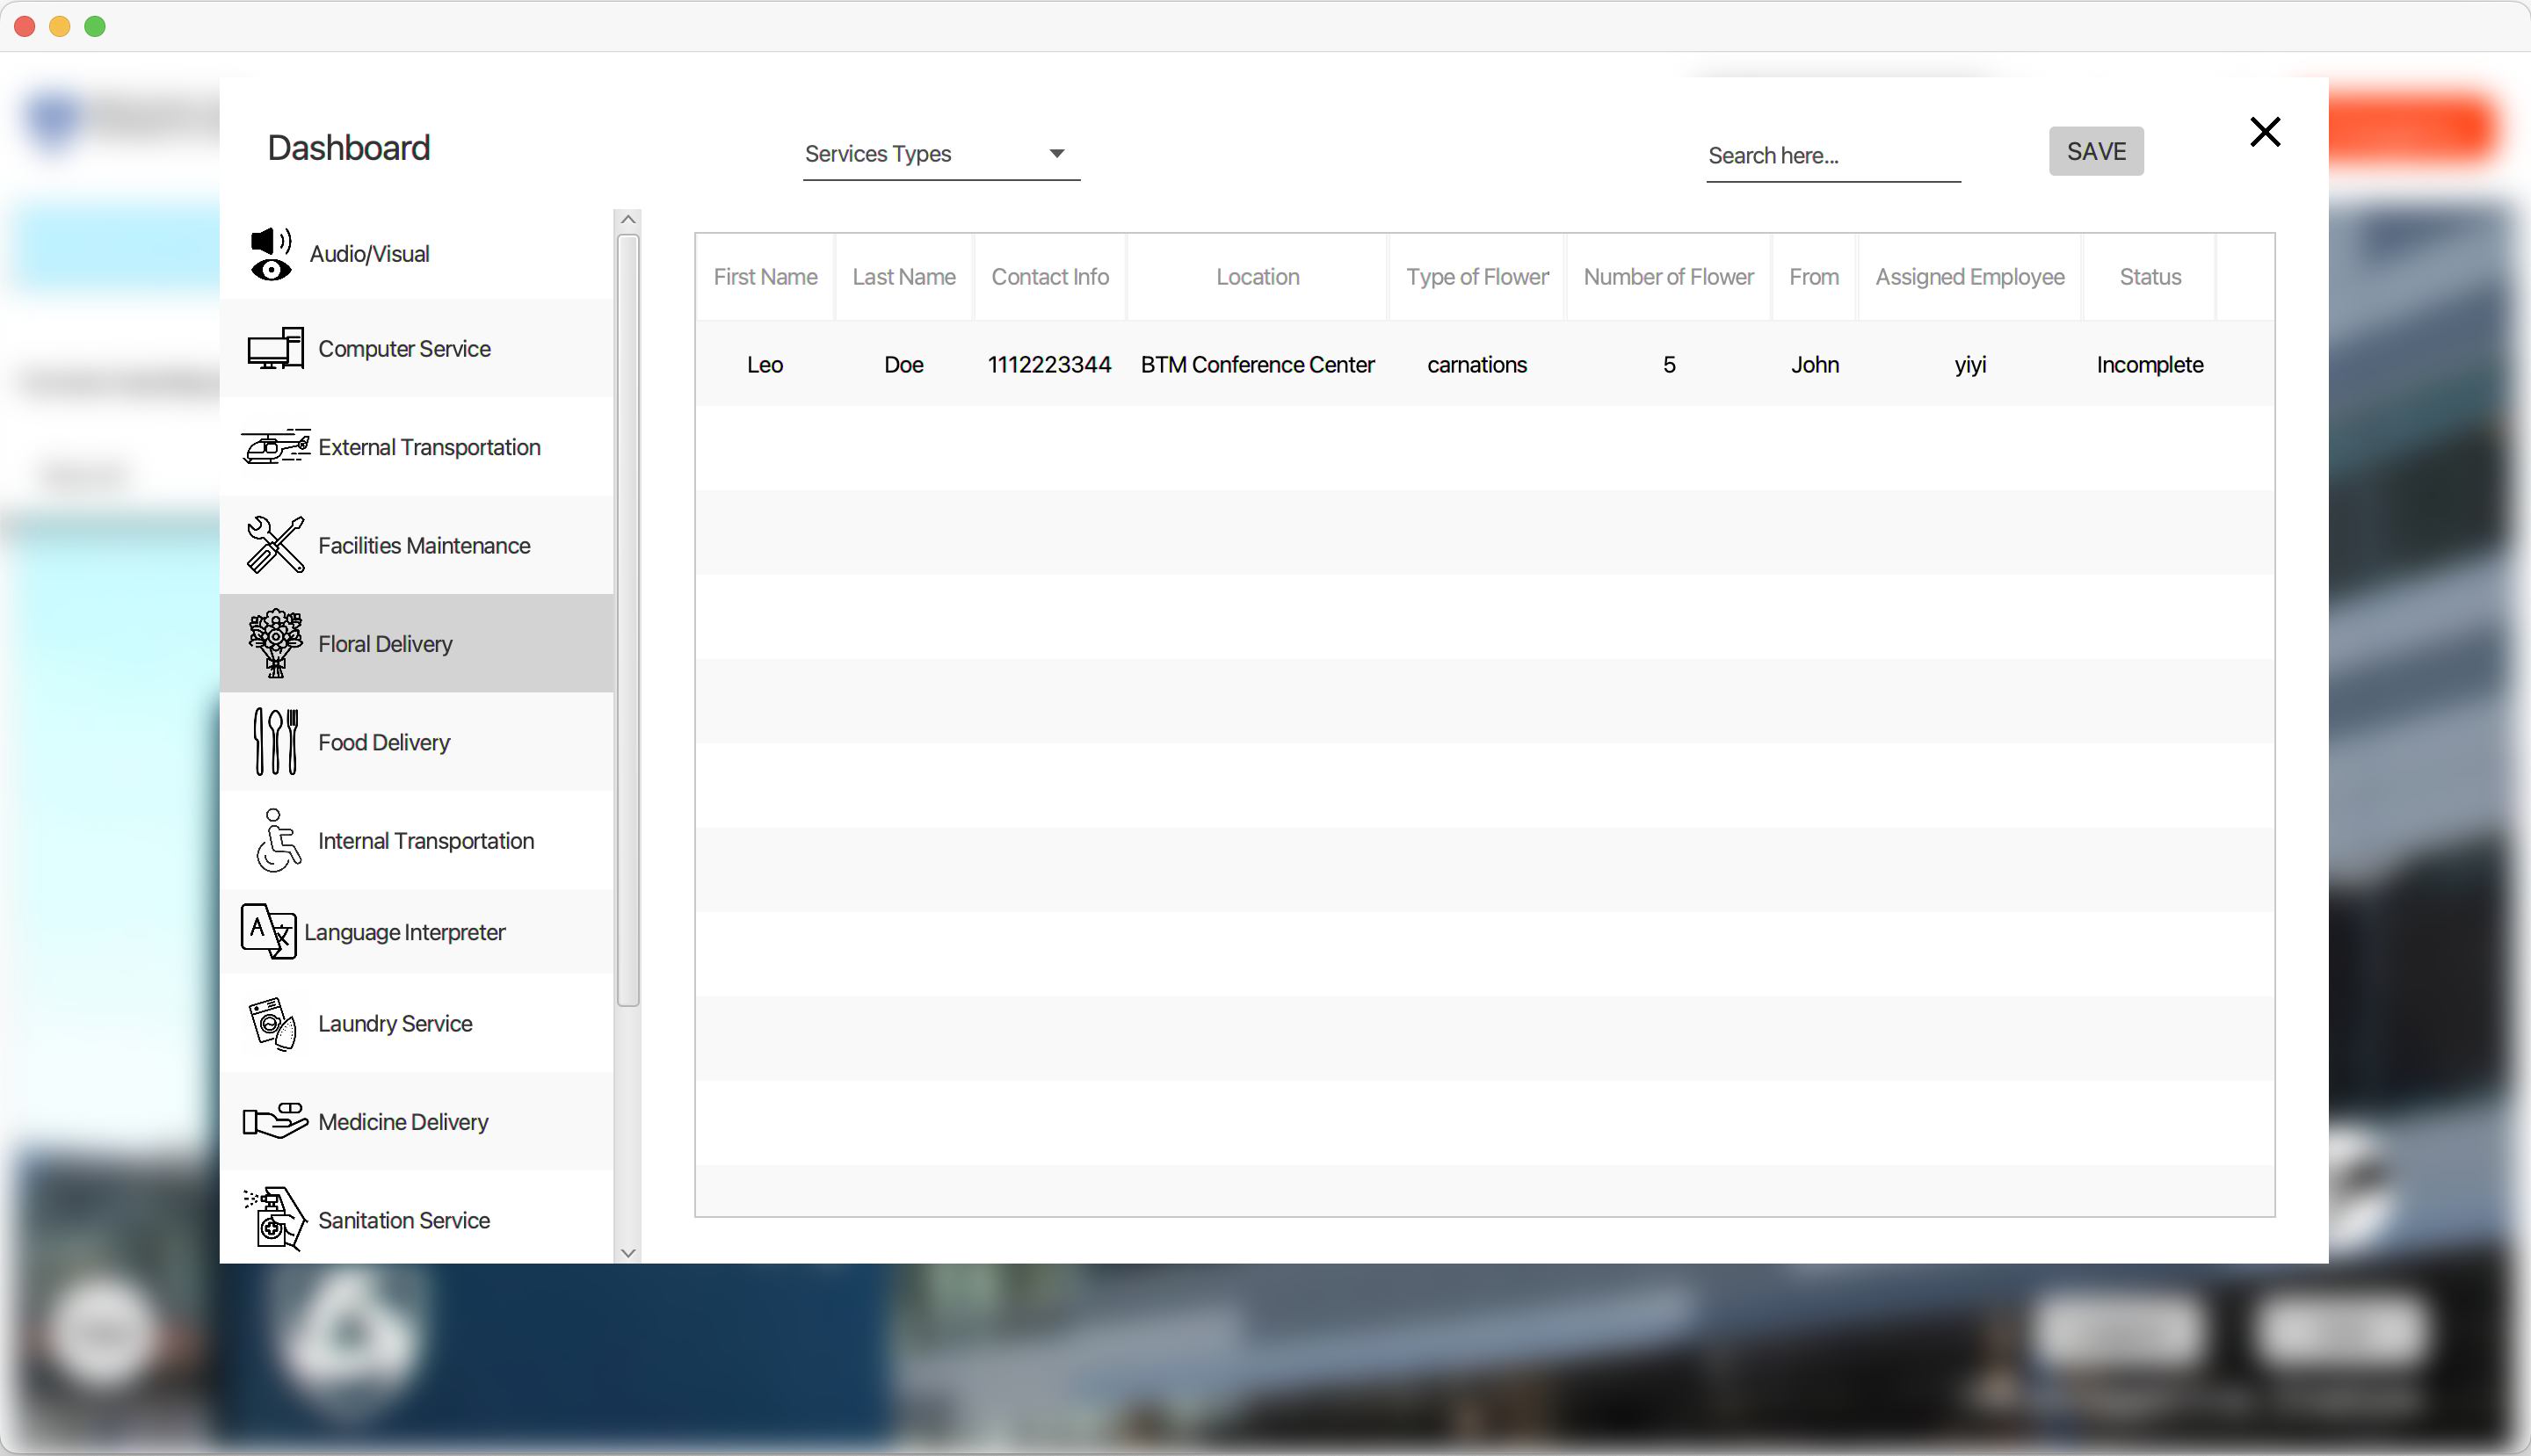 Dashboard
Services Types
Search here...
SAVE
Audio/Visual
Computer Service
External Transportation
Facilities Maintenance
Floral Delivery
Food Delivery
Internal Transportation
Language Interpreter
Laundry Service
Medicine Delivery
Sanitation Service
First Name Last Name Contact Info Location Type of Flower Number of Flower From Assigned Employee Status
Leo Doe 1112223344 BTM Conference Center carnations 5 John yiyi Incomplete